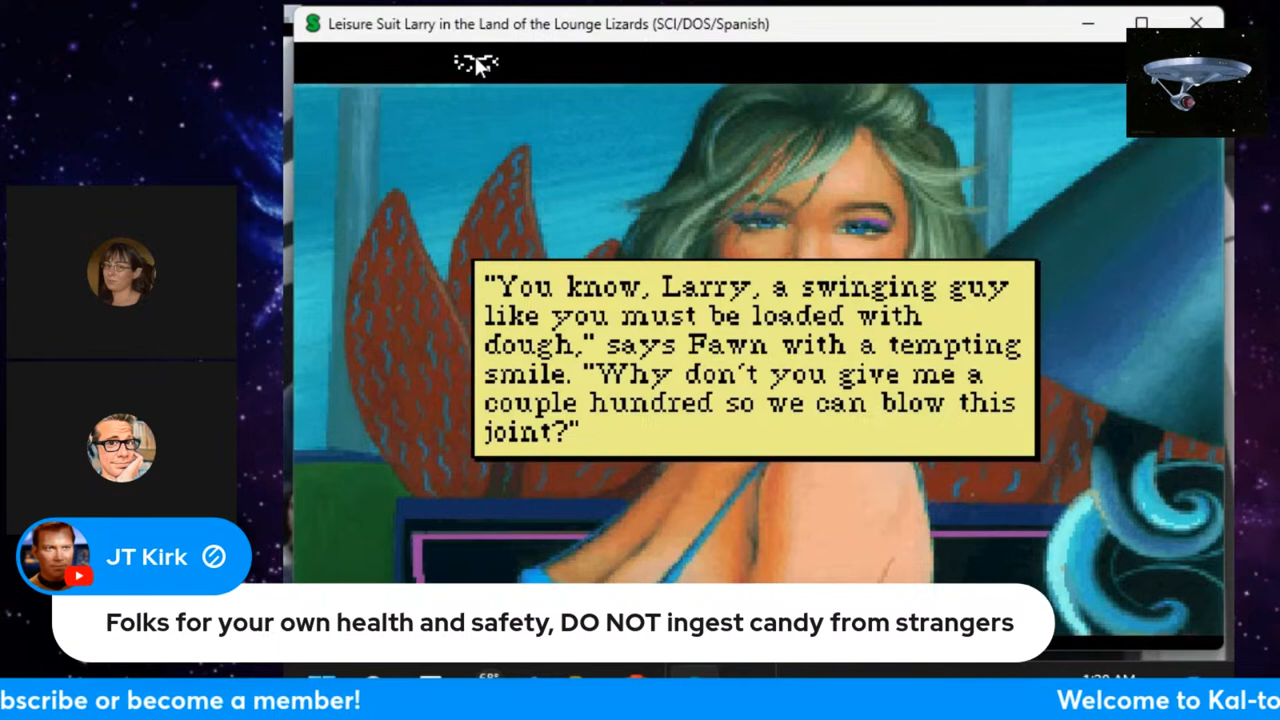 Leisure Suit Larry in the Land of the Lounge Lizards (SCI/DOS/Spanish)
"You know, Larry, a swinging guy
like you must be loaded with
dough," says Fawn with a tempting
smile. "Why don't you give me a
couple hundred so we can blow this
joint?"
JT Kirk
Folks for your own health and safety, DO NOT ingest candy from strangers
bscribe or become a member!
Welcome to Kal-to